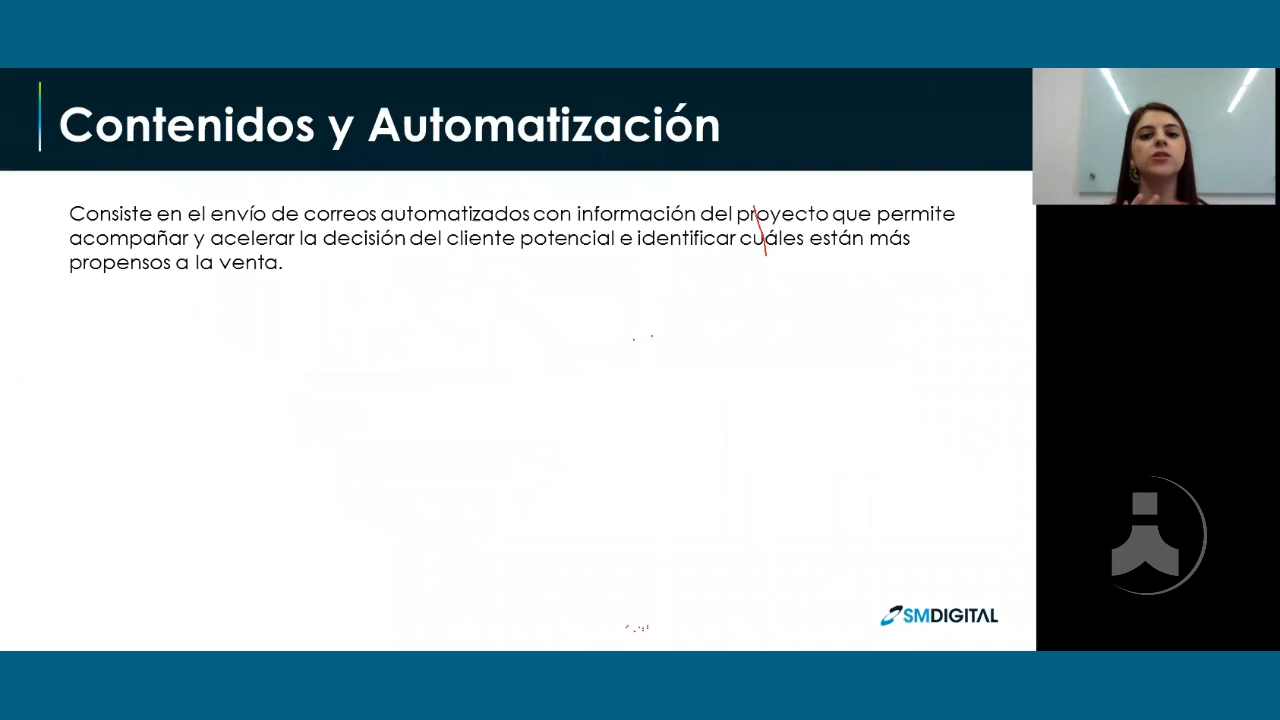 Contenidos y Automatización
Consiste en el envío de correos automatizados con información del proyecto que permite
acompañar y acelerar la decisión del cliente potencial e identificar cuáles están más
propensos a la venta.
SMDIGITAL